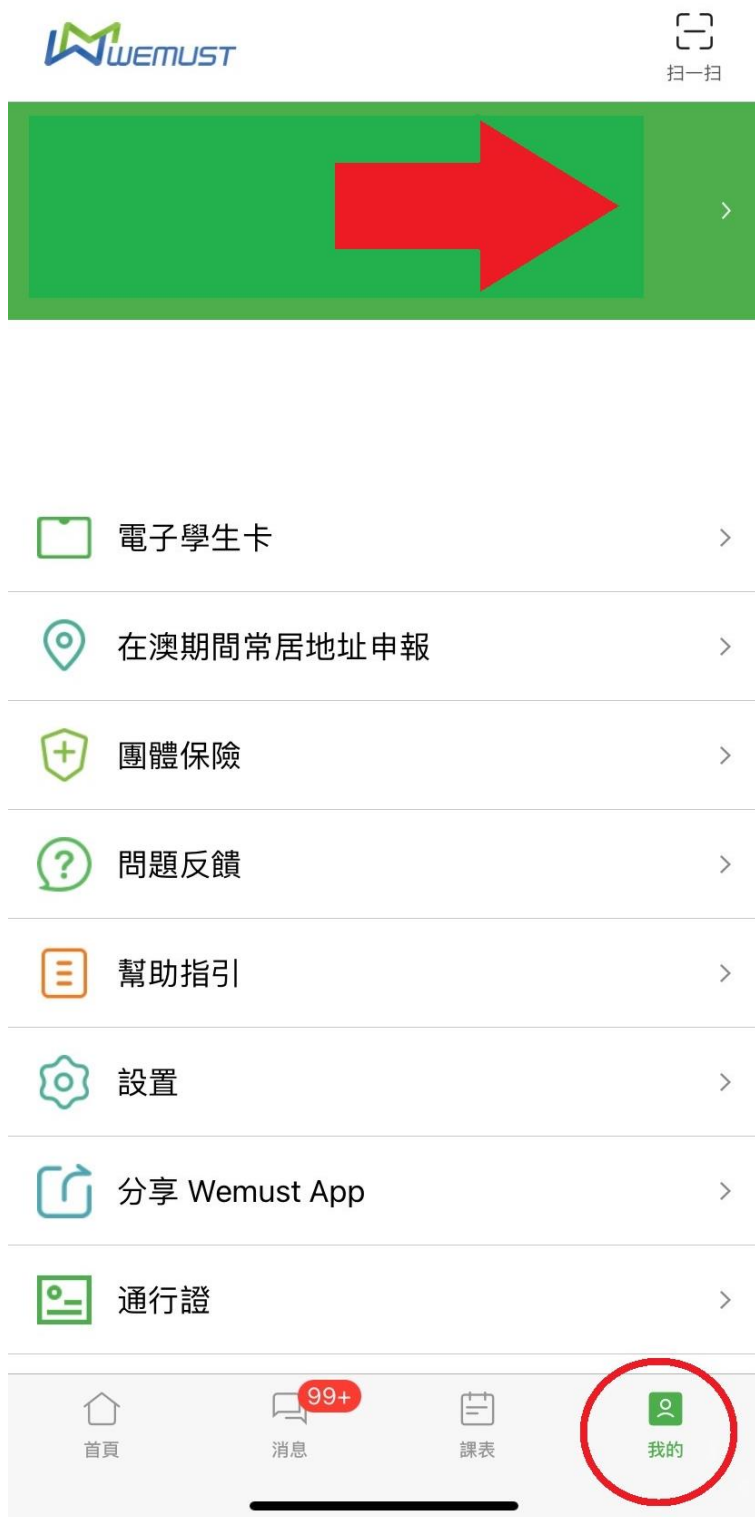 WEMUST
扫一扫
電子學生卡
在澳期間常居地址申報
團體保險
問題反饋
幫助指引
設置
分享 Wemust App
通行證
99+
首頁
消息
課表
我的